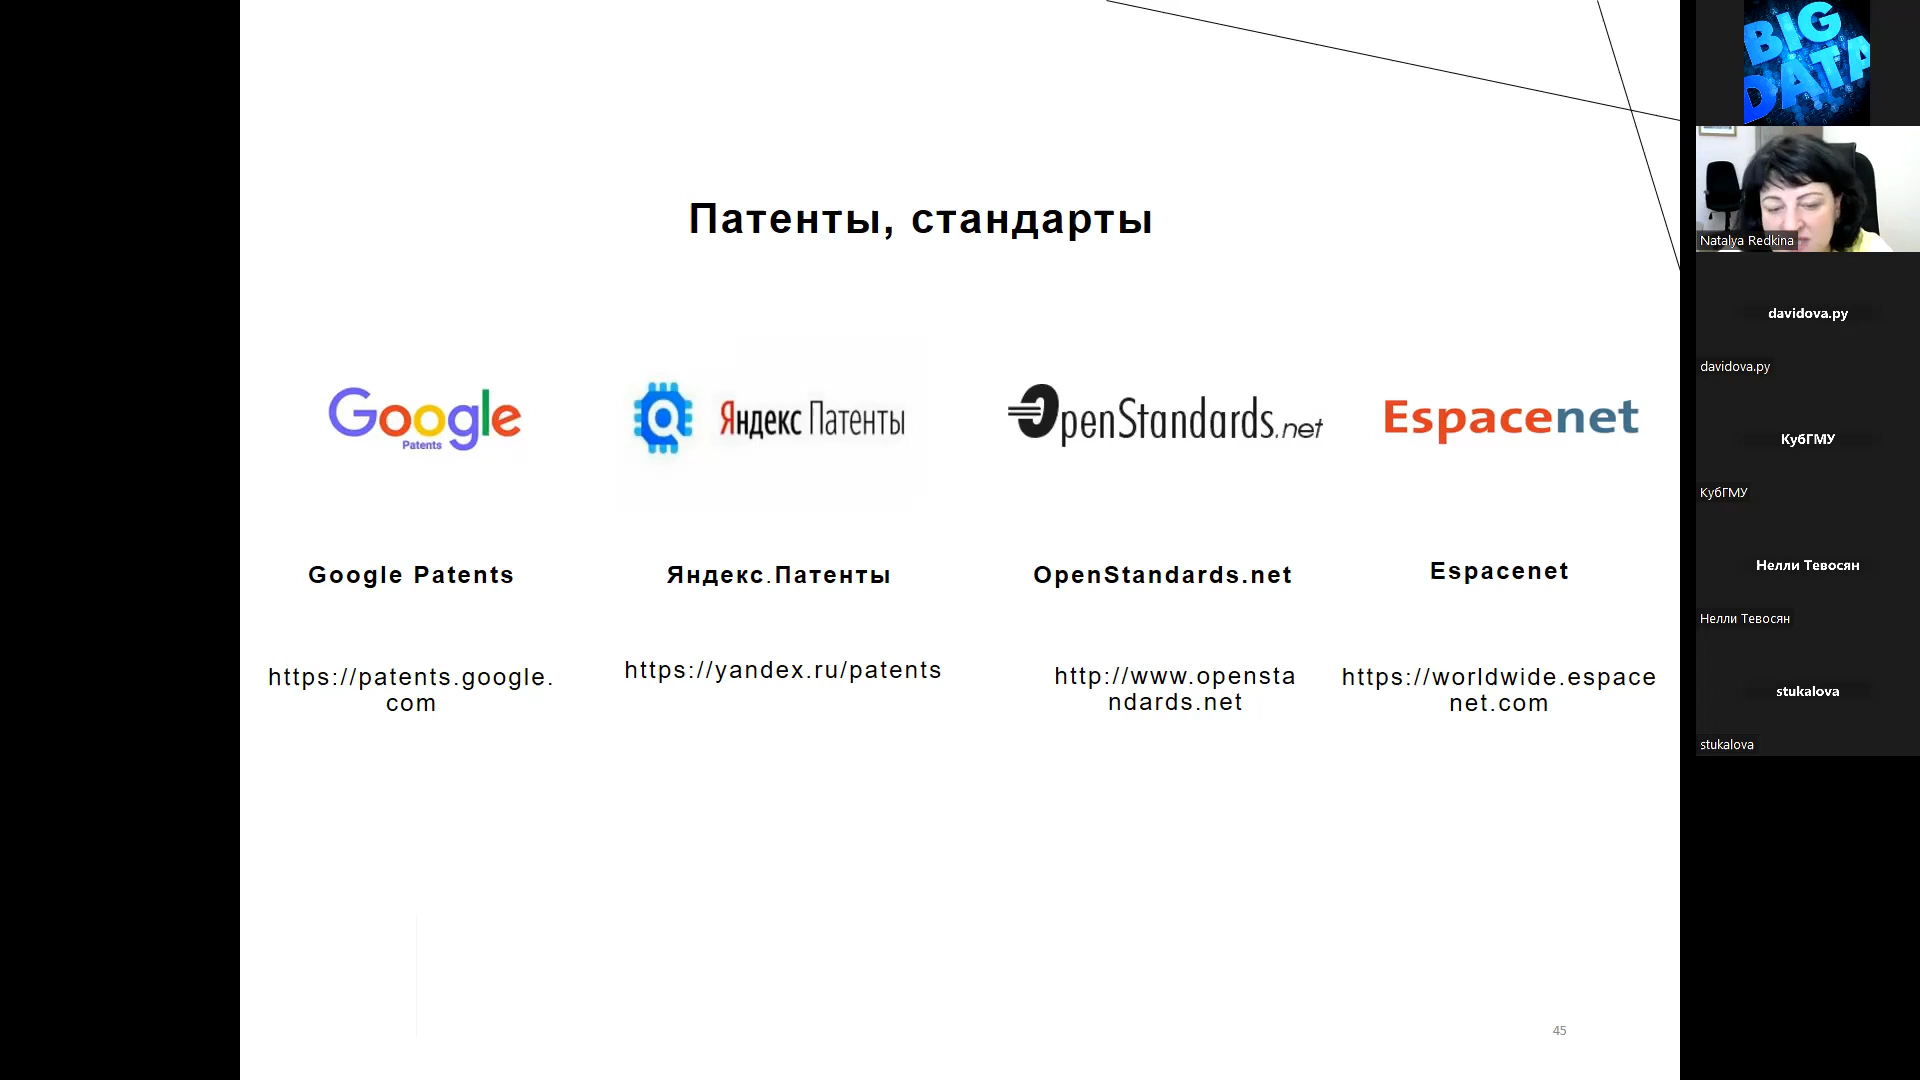 Патенты, стандарты
Google
Patents
Яндекс Патенты
OpenStandards.net
Espacenet
Google Patents
Яндекс.Патенты
OpenStandards.net
Espacenet
https://patents.google.
com
https://yandex.ru/patents
http://www.opensta
ndards.net
https://worldwide.espace
net.com
45
BIG
DATA
Natalya Redkina
davidova.py
davidova.py
КубГМУ
КубГМУ
Нелли Тевосян
Нелли Тевосян
stukalova
stukalova